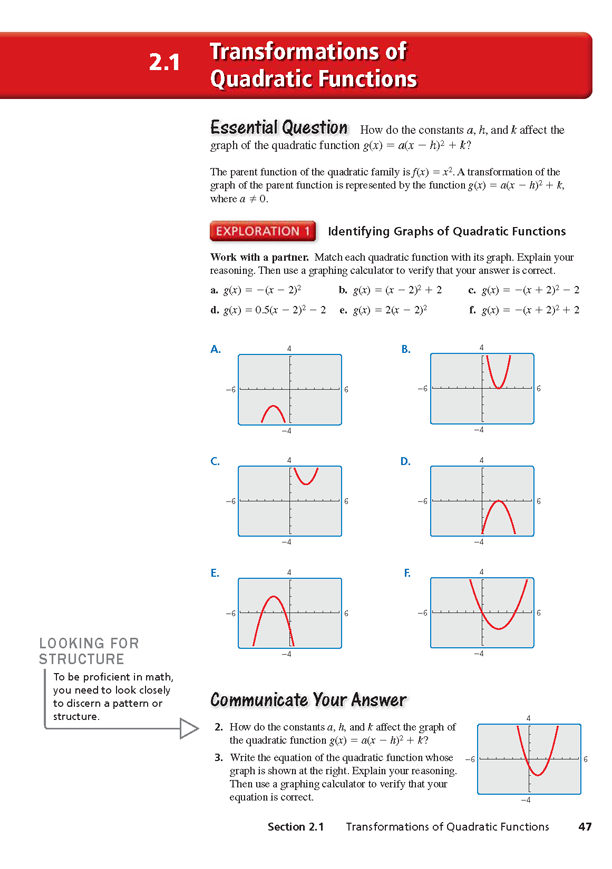 2.1
Transformations of
Quadratic Functions
Essential Question How do the constants a, h, and k affect the
graph of the quadratic function g(x) = a(x − h)² + k?
The parent function of the quadratic family is f(x) = x². A transformation of the
graph of the parent function is represented by the function g(x) = a(x − h)² + k,
where a ≠ 0.
EXPLORATION 1 Identifying Graphs of Quadratic Functions
Work with a partner. Match each quadratic function with its graph. Explain your
reasoning. Then use a graphing calculator to verify that your answer is correct.
a. g(x) = −(x − 2)² b. g(x) = (x − 2)² + 2 c. g(x) = −(x + 2)² − 2
d. g(x) = 0.5(x − 2)² − 2 e. g(x) = 2(x − 2)² f. g(x) = −(x + 2)² + 2
A. 4 B. 4
−6 6 −6 6
−4 −4
C. 4 D. 4
−6 6 −6 6
−4 −4
E. 4 F. 4
−6 6 −6 6
−4 −4
LOOKING FOR
STRUCTURE
To be proficient in math,
you need to look closely
to discern a pattern or
structure.
Communicate Your Answer
2. How do the constants a, h, and k affect the graph of
the quadratic function g(x) = a(x − h)² + k?
3. Write the equation of the quadratic function whose
graph is shown at the right. Explain your reasoning.
Then use a graphing calculator to verify that your
equation is correct.
4
−6 6
−4
Section 2.1 Transformations of Quadratic Functions 47